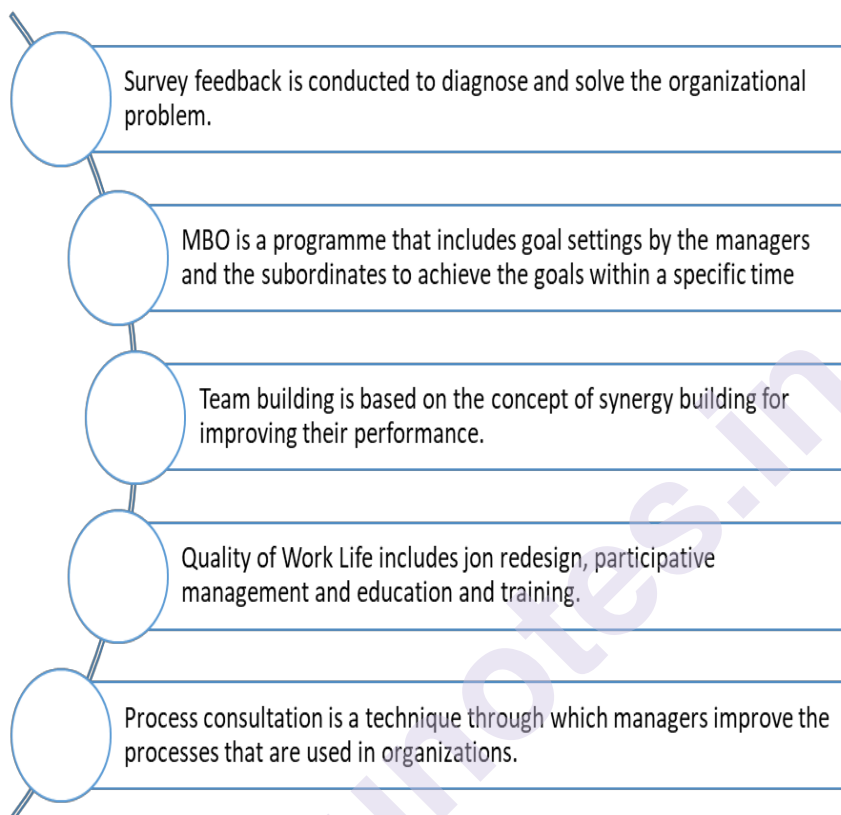 Survey feedback is conducted to diagnose and solve the organizational
problem.
MBO is a programme that includes goal settings by the managers
and the subordinates to achieve the goals within a specific time
Team building is based on the concept of synergy building for
improving their performance.
Quality of Work Life includes jon redesign, participative
management and education and training.
Process consultation is a technique through which managers improve the
processes that are used in organizations.
unotes.in